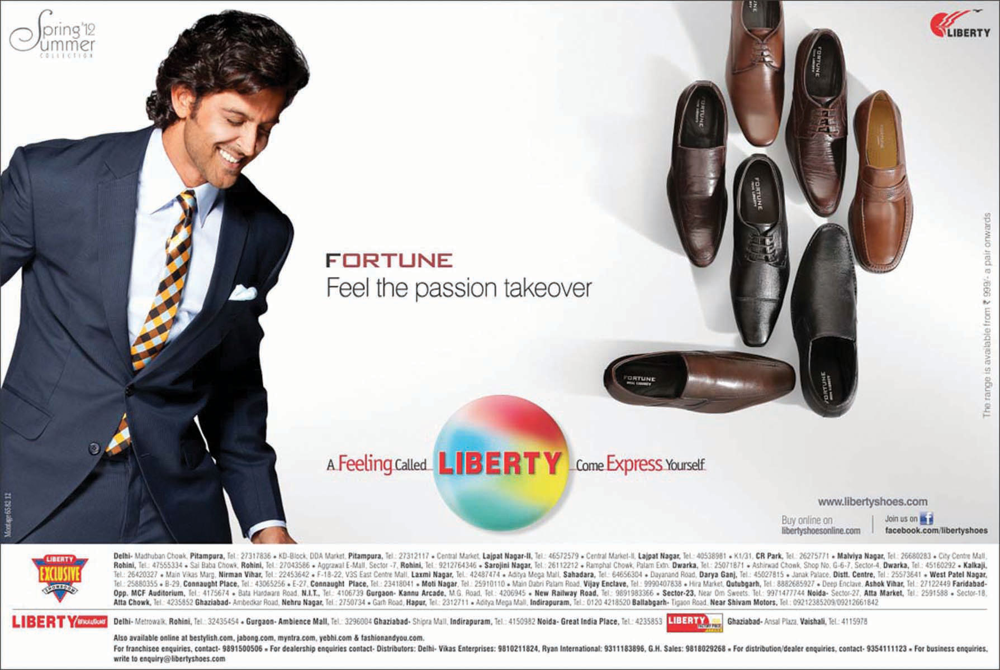 Spring'12
Summer
COLLECTION
LIBERTY
FORTUNE
FORTUNE
FORTUNE
FORTUNE
FORTUNE
FORTUNE
FORTUNE
Feel the passion takeover
The range is available from ₹ 999/- a pair onwards
A Feeling Called LIBERTY Come Express Yourself
www.libertyshoes.com
Buy online on
libertyshoesonline.com
Join us on f
facebook.com/libertyshoes
Montage 65 82 12
LIBERTY
EXCLUSIVE
SHOWROOM
Delhi- Madhuban Chowk, Pitampura, Tel.: 27317836 • KD-Block, DDA Market, Pitampura, Tel.: 27312117 • Central Market, Lajpat Nagar-II, Tel.: 46572579 • Central Market-II, Lajpat Nagar, Tel.: 40538981 • K1/31, CR Park, Tel.: 26275771 • Malviya Nagar, Tel.: 26680283 • City Centre Mall,
Rohini, Tel.: 47555334 • Sai Baba Chowk, Rohini, Tel.: 27043586 • Aggrawal E-Mall, Sector -7, Rohini, Tel.: 9212764346 • Sarojini Nagar, Tel.: 26112212 • Ramphal Chowk, Palam Extn. Dwarka, Tel.: 25071871 • Ashirwad Chowk, Shop No. G-6-7, Sector-4, Dwarka, Tel.: 45160292 • Kalkaji,
Tel.: 26420327 • Main Vikas Marg, Nirman Vihar, Tel.: 22453642 • F-18-22, V3S East Centre Mall, Laxmi Nagar, Tel.: 42487474 • Aditya Mega Mall, Sahadara, Tel.: 64656304 • Dayanand Road, Darya Ganj, Tel.: 45027815 • Janak Palace, Distt. Centre, Tel.: 25573641 • West Patel Nagar,
Tel.: 25880355 • B-29, Connaught Place, Tel.: 43065256 • E-27, Connaught Place, Tel.: 23418041 • Moti Nagar, Tel.: 25910110 • Main Dabri Palam Road, Vijay Enclave, Tel.: 9990407838 • Hira Market, Qutubgarh, Tel.: 8882685927 • Deep Enclave, Ashok Vihar, Tel.: 27122449 Faridabad-
Opp. MCF Auditorium, Tel.: 4175674 • Bata Hardware Road, N.I.T., Tel.: 4106739 Gurgaon- Kannu Arcade, M.G. Road, Tel.: 4206945 • New Railway Road, Tel.: 9891983366 • Sector-23, Near Om Sweets. Tel.: 9971477744 Noida- Sector-27, Atta Market, Tel.: 2591588 • Sector-18,
Atta Chowk, Tel.: 4235852 Ghaziabad- Ambedkar Road, Nehru Nagar, Tel.: 2750734 • Garh Road, Hapur, Tel.: 2312711 • Aditya Mega Mall, Indirapuram, Tel.: 0120 4218520 Ballabgarh- Tigaon Road, Near Shivam Motors, Tel.: 09212385209/09212661842
LIBERTY Revolutions Delhi- Metrowalk, Rohini, Tel.: 32435454 • Gurgaon- Ambience Mall, Tel.: 3296004 Ghaziabad- Shipra Mall, Indirapuram, Tel.: 4150982 Noida- Great India Place, Tel.: 4235853 LIBERTY FACTORY PRICE Ghaziabad- Ansal Plaza, Vaishali, Tel.: 4115978
Also available online at bestylish.com, jabong.com, myntra.com, yebhi.com & fashionandyou.com.
For franchisee enquiries, contact- 9891500506 • For dealership enquiries contact- Distributors: Delhi- Vikas Enterprises: 9810211824, Ryan International: 9311183896, G.H. Sales: 9818029268 • For distribution/dealer enquiries, contact- 9354111123 • For business enquiries,
write to enquiry@libertyshoes.com